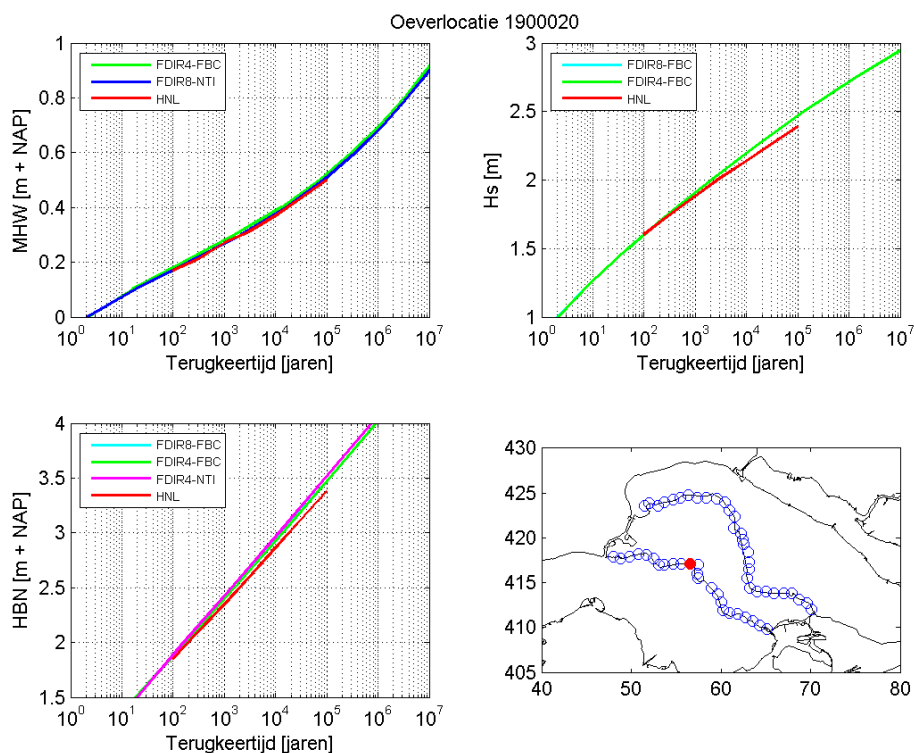 Oeverlocatie 1900020
MHW [m + NAP]
1
0.8
0.6
0.4
0.2
0
FDIR4-FBC
FDIR8-NTI
HNL
10^0 10^1 10^2 10^3 10^4 10^5 10^6 10^7
Terugkeertijd [jaren]
Hs [m]
3
2.5
2
1.5
1
FDIR8-FBC
FDIR4-FBC
HNL
10^0 10^1 10^2 10^3 10^4 10^5 10^6 10^7
Terugkeertijd [jaren]
HBN [m + NAP]
4
3.5
3
2.5
2
1.5
FDIR8-FBC
FDIR4-FBC
FDIR4-NTI
HNL
10^0 10^1 10^2 10^3 10^4 10^5 10^6 10^7
Terugkeertijd [jaren]
430
425
420
415
410
405
40 50 60 70 80